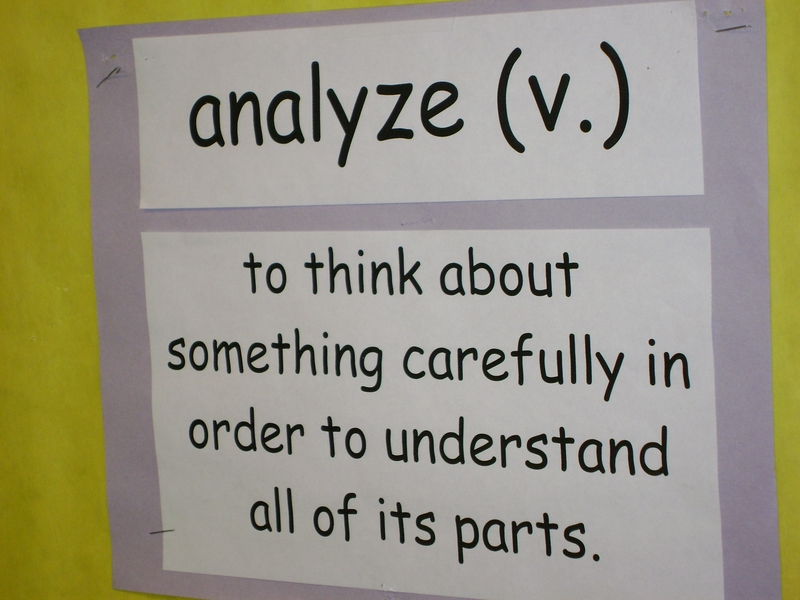 analyze (v.)
to think about
something carefully in
order to understand
all of its parts.